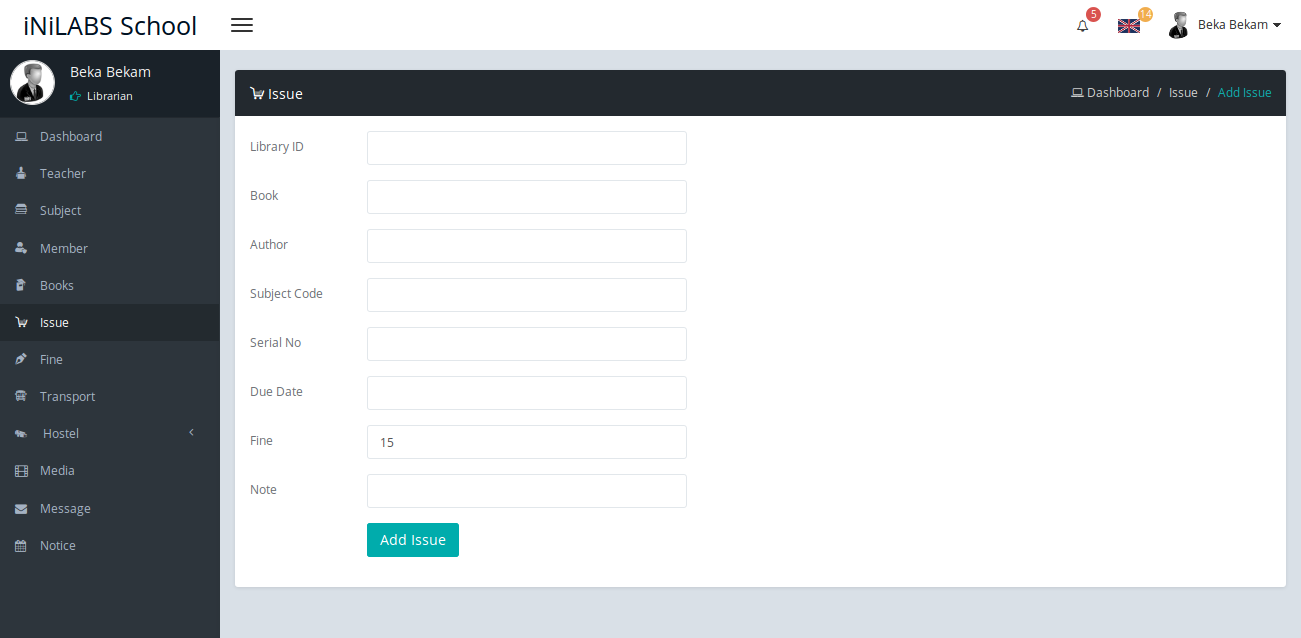 iNiLABS School
5
14
Beka Bekam
Beka Bekam
Librarian
Dashboard
Teacher
Subject
Member
Books
Issue
Fine
Transport
Hostel
Media
Message
Notice
Issue
Dashboard / Issue / Add Issue
Library ID
Book
Author
Subject Code
Serial No
Due Date
Fine 15
Note
Add Issue